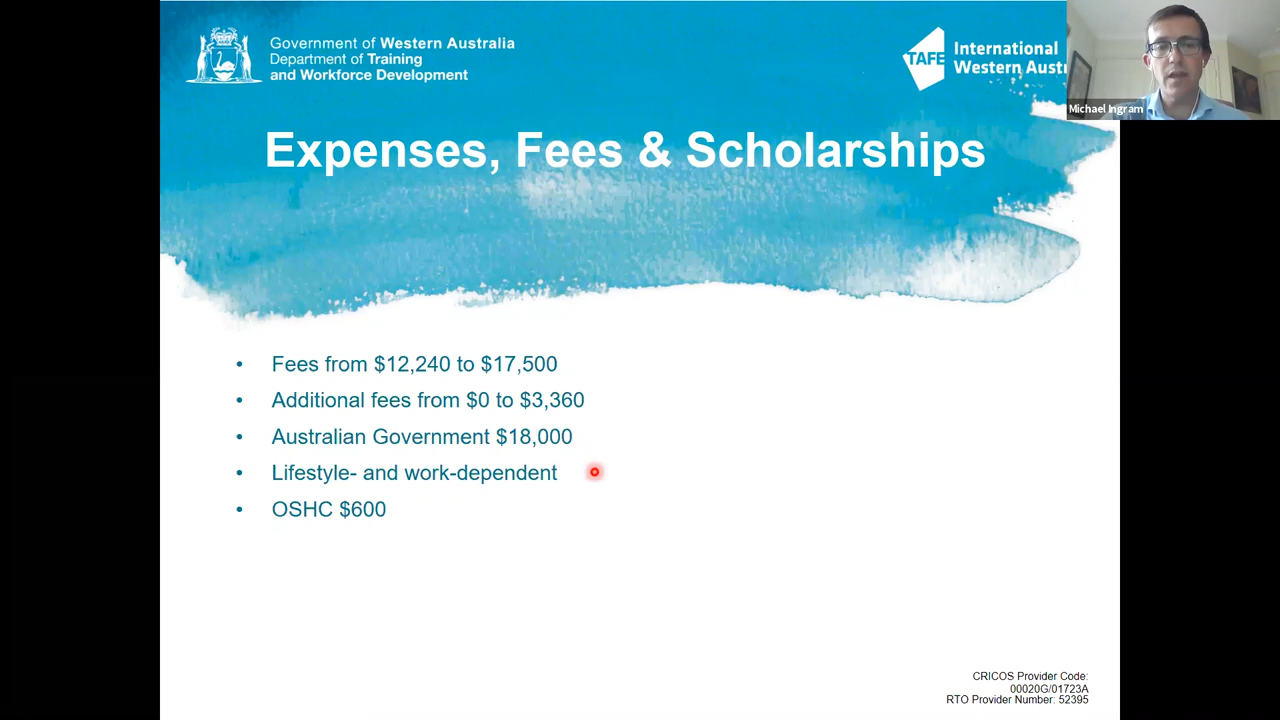 Government of Western Australia
Department of Training
and Workforce Development
TAFE
International
Western Austr
Michael Ingram
Expenses, Fees & Scholarships
• Fees from $12,240 to $17,500
• Additional fees from $0 to $3,360
• Australian Government $18,000
• Lifestyle- and work-dependent
• OSHC $600
CRICOS Provider Code:
00020G/01723A
RTO Provider Number: 52395